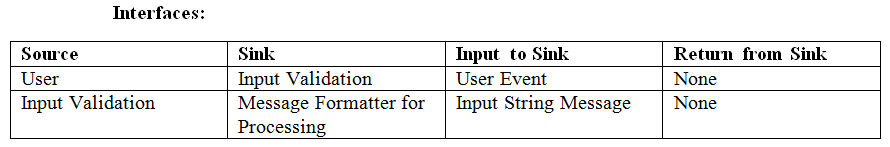 Interfaces:
Source Sink Input to Sink Return from Sink
User Input Validation User Event None
Input Validation Message Formatter for Input String Message None
Processing